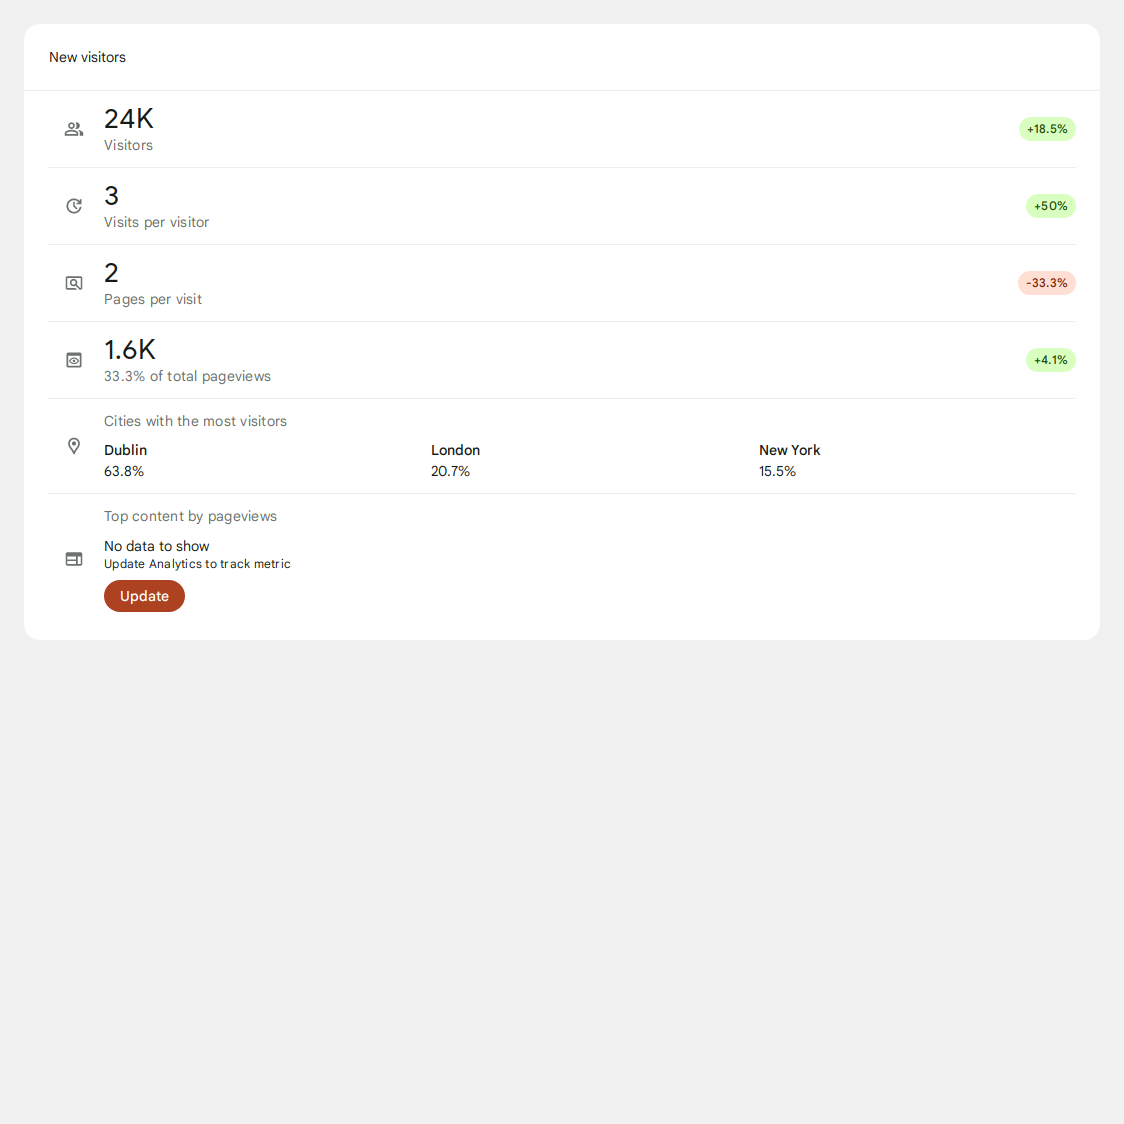 New visitors
24K
Visitors
+18.5%
3
Visits per visitor
+50%
2
Pages per visit
-33.3%
1.6K
33.3% of total pageviews
+4.1%
Cities with the most visitors
Dublin London New York
63.8% 20.7% 15.5%
Top content by pageviews
No data to show
Update Analytics to track metric
Update